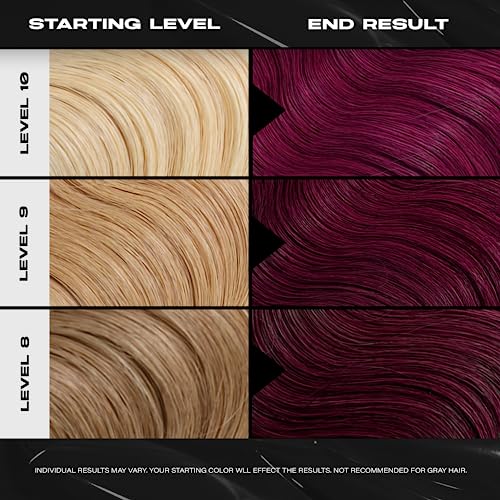 STARTING LEVEL
END RESULT
LEVEL 10
LEVEL 9
LEVEL 8
INDIVIDUAL RESULTS MAY VARY. YOUR STARTING COLOR WLL EFFECT THE RESULTS. NOT RECOMMENDED FOR GRAY HAIR.